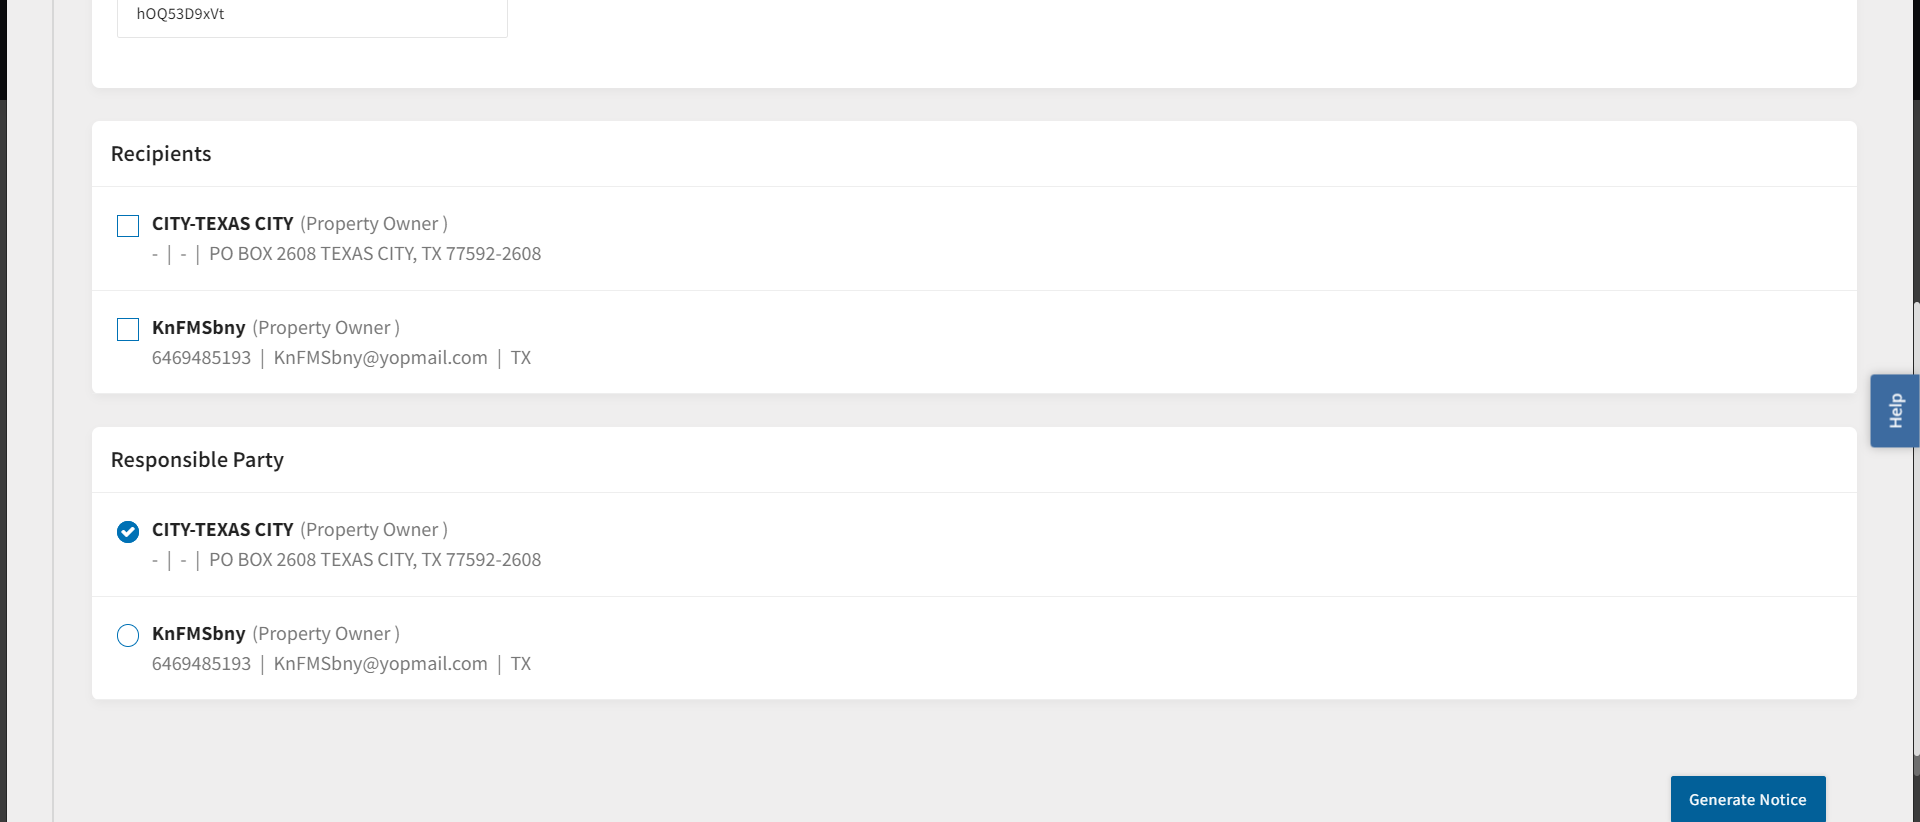 hOQ53D9xVt
Recipients
CITY-TEXAS CITY (Property Owner )
- | - | PO BOX 2608 TEXAS CITY, TX 77592-2608
KnFMSbny (Property Owner )
6469485193 | KnFMSbny@yopmail.com | TX
Help
Responsible Party
CITY-TEXAS CITY (Property Owner )
- | - | PO BOX 2608 TEXAS CITY, TX 77592-2608
KnFMSbny (Property Owner )
6469485193 | KnFMSbny@yopmail.com | TX
Generate Notice